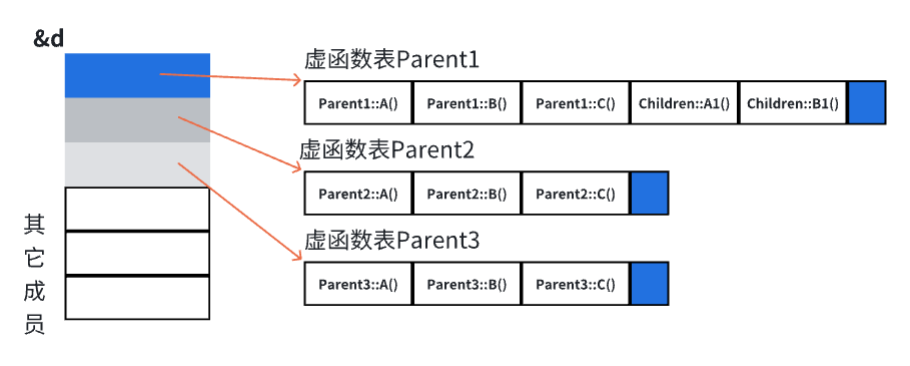 &d
虚函数表Parent1
Parent1::A() Parent1::B() Parent1::C() Children::A1() Children::B1()
虚函数表Parent2
Parent2::A() Parent2::B() Parent2::C()
虚函数表Parent3
Parent3::A() Parent3::B() Parent3::C()
其它成员